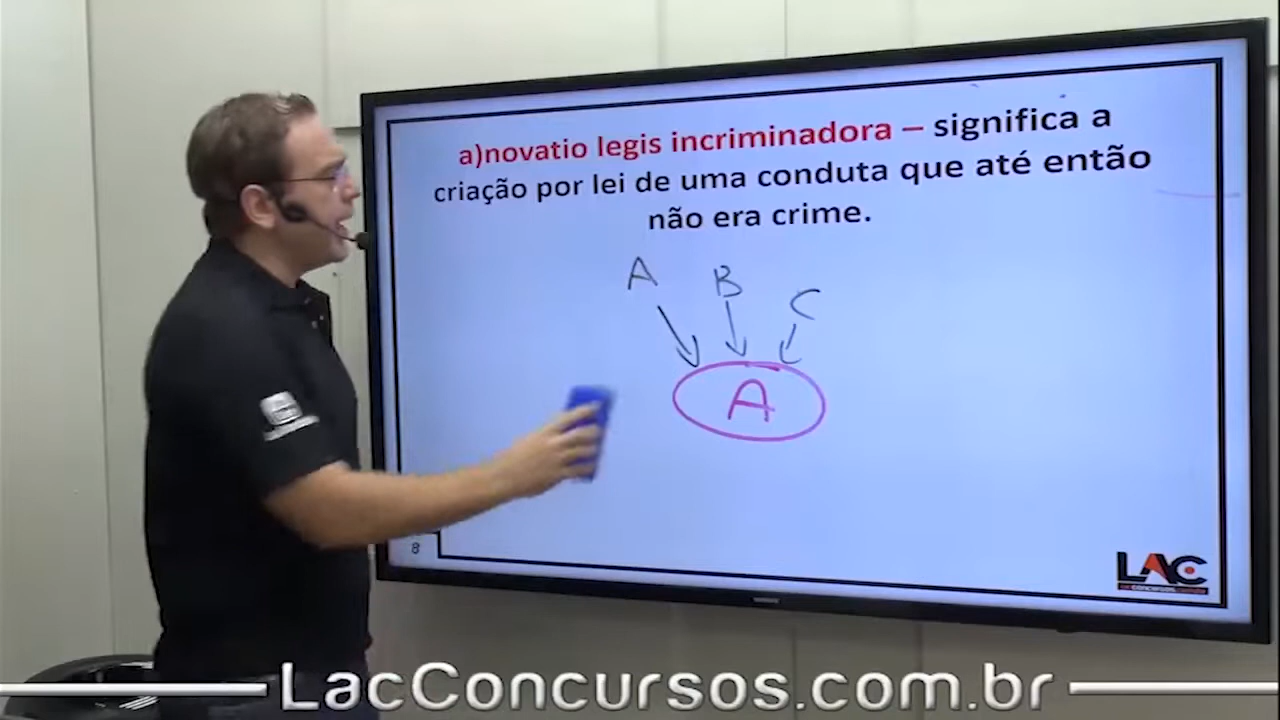 a)novatio legis incriminadora – significa a
criação por lei de uma conduta que até então
não era crime.
A B C
A
8
LAC
LacConcursos.com.br